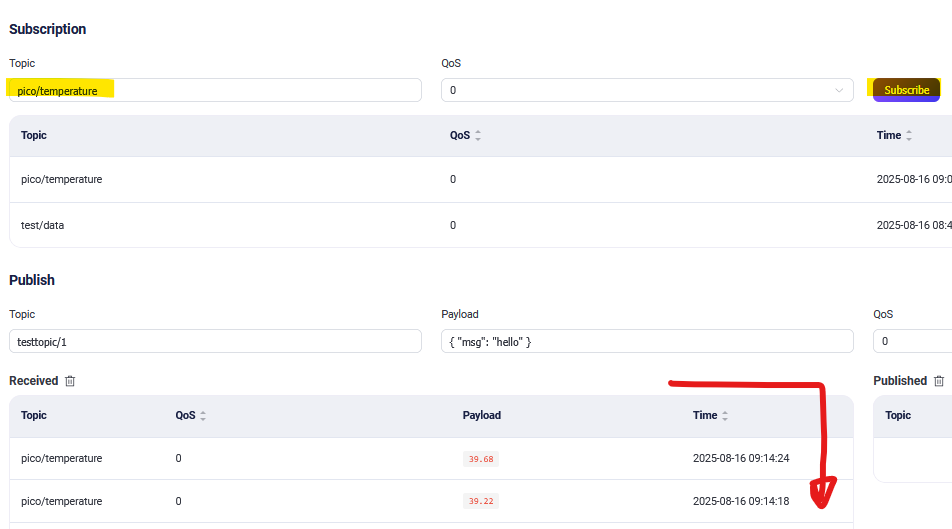 Subscription
Topic QoS
pico/temperature 0 Subscribe
Topic QoS Time
pico/temperature 0 2025-08-16 09:0
test/data 0 2025-08-16 08:4
Publish
Topic Payload QoS
testtopic/1 { "msg": "hello" } 0
Received Published
Topic QoS Payload Time Topic
pico/temperature 0 39.68 2025-08-16 09:14:24
pico/temperature 0 39.22 2025-08-16 09:14:18